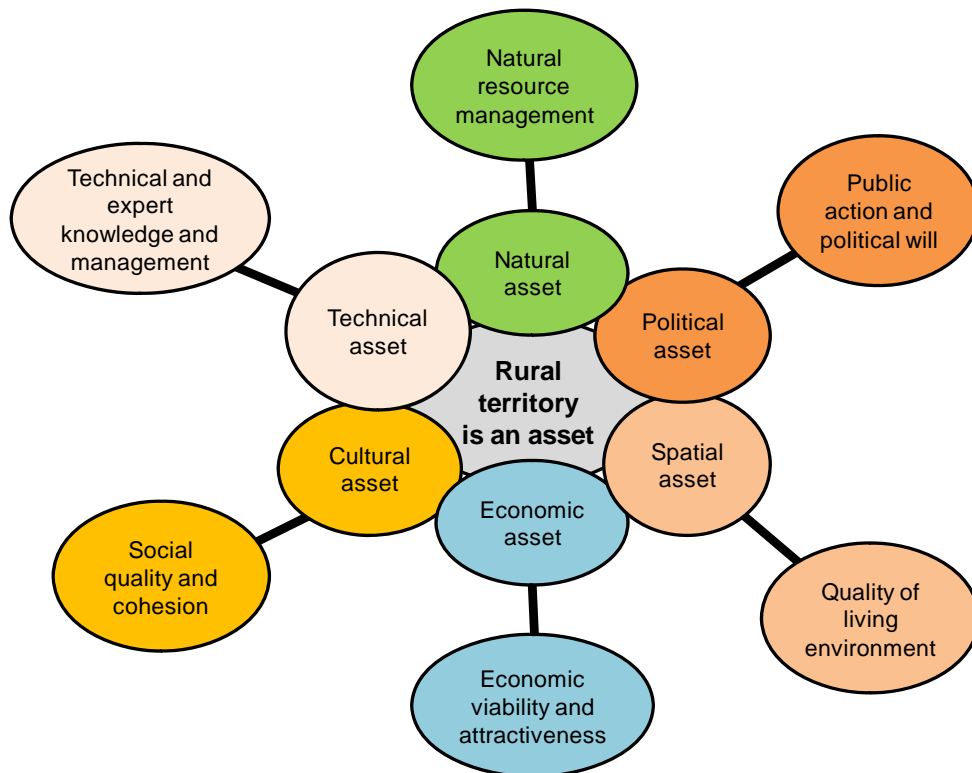 Natural
resource
management
Technical and
expert
knowledge and
management
Public
action and
political will
Natural
asset
Technical
asset
Political
asset
Rural
territory
is an asset
Cultural
asset
Spatial
asset
Economic
asset
Social
quality and
cohesion
Quality of
living
environment
Economic
viability and
attractiveness